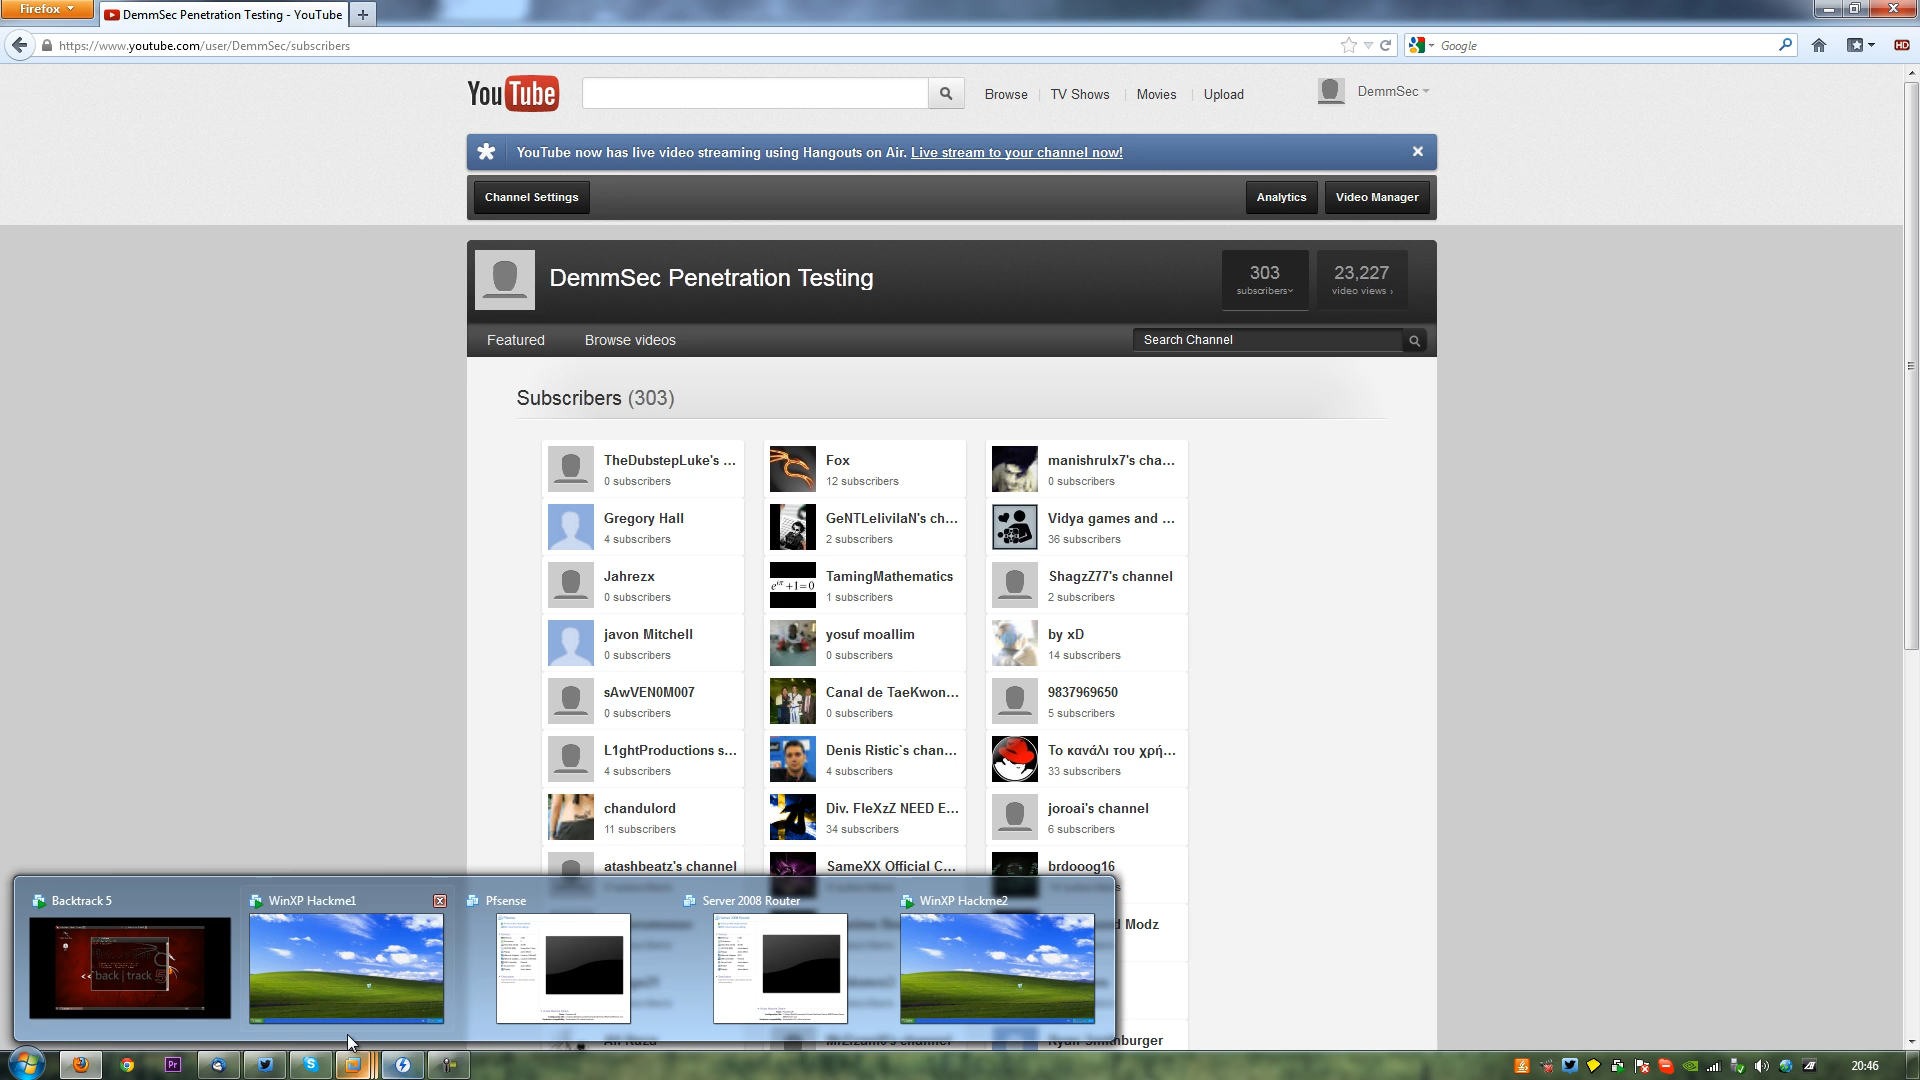 Firefox
DemmSec Penetration Testing - YouTube
https://www.youtube.com/user/DemmSec/subscribers
Google
HD
YouTube
Browse
TV Shows
Movies
Upload
DemmSec
YouTube now has live video streaming using Hangouts on Air. Live stream to your channel now!
Channel Settings
Analytics
Video Manager
DemmSec Penetration Testing
303
subscribers
23,227
video views ›
Featured
Browse videos
Search Channel
Subscribers (303)
TheDubstepLuke's ...
0 subscribers
Fox
12 subscribers
manishrulx7's cha...
0 subscribers
Gregory Hall
4 subscribers
GeNTLeIivilaN's ch...
2 subscribers
Vidya games and ...
36 subscribers
Jahrezx
0 subscribers
TamingMathematics
1 subscribers
ShagzZ77's channel
2 subscribers
javon Mitchell
0 subscribers
yosuf moallim
0 subscribers
by xD
14 subscribers
sAwVEN0M007
0 subscribers
Canal de TaeKwon...
0 subscribers
9837969650
5 subscribers
L1ghtProductions s...
4 subscribers
Denis Ristic`s chan...
4 subscribers
Το κανάλι του χρή...
33 subscribers
chandulord
11 subscribers
Div. FleXzZ NEED E...
34 subscribers
joroai's channel
6 subscribers
atashbeatz's channel
SameXX Official C...
brdooog16
Backtrack 5
WinXP Hackme1
Pfsense
Server 2008 Router
WinXP Hackme2
<< back | track 5
Modz
Pr
20:46